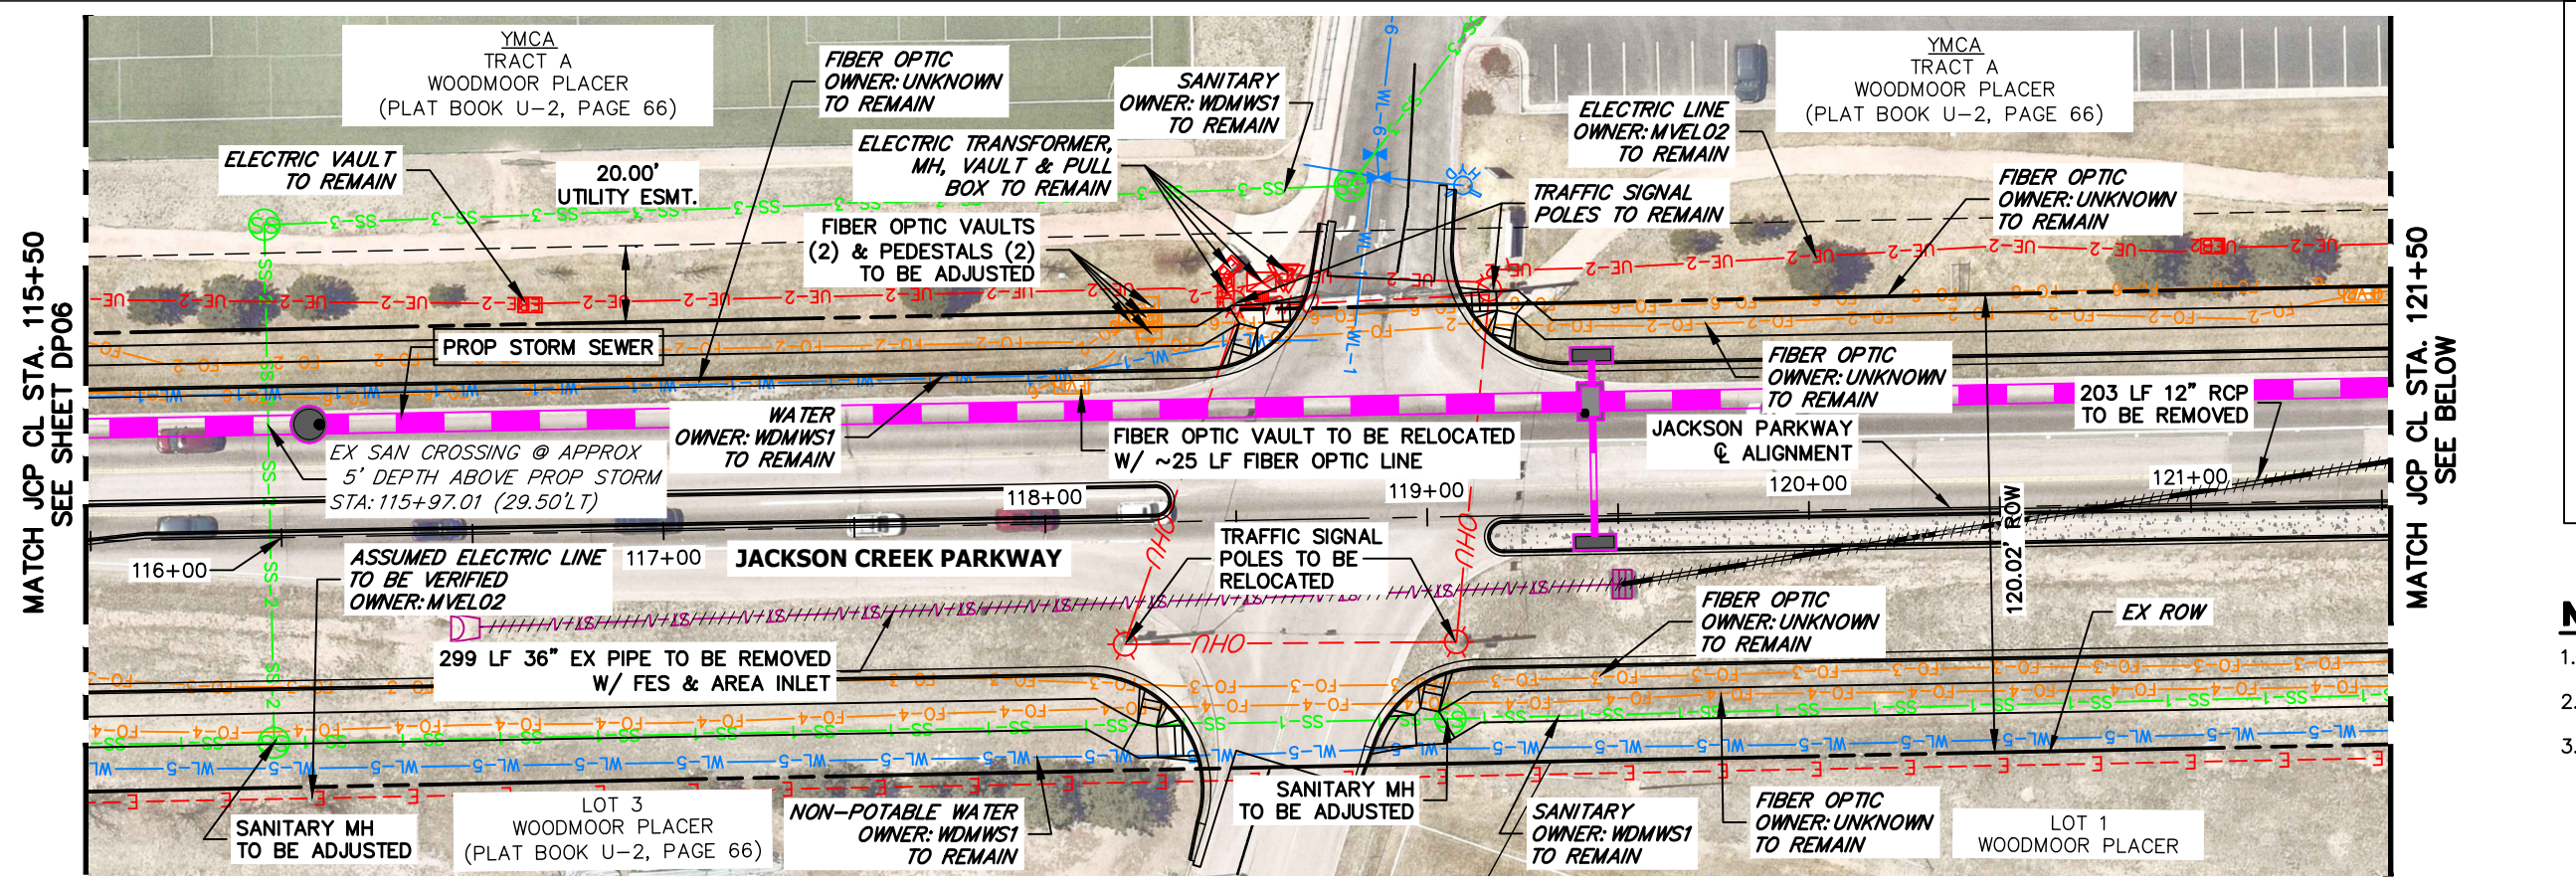 YMCA
TRACT A
WOODMOOR PLACER
(PLAT BOOK U-2, PAGE 66)
FIBER OPTIC
OWNER: UNKNOWN
TO REMAIN
SANITARY
OWNER: WDMWS1
TO REMAIN
YMCA
TRACT A
WOODMOOR PLACER
(PLAT BOOK U-2, PAGE 66)
ELECTRIC LINE
OWNER: MVEL02
TO REMAIN
ELECTRIC VAULT
TO REMAIN
20.00'
UTILITY ESMT.
ELECTRIC TRANSFORMER,
MH, VAULT & PULL
BOX TO REMAIN
TRAFFIC SIGNAL
POLES TO REMAIN
FIBER OPTIC
OWNER: UNKNOWN
TO REMAIN
FIBER OPTIC VAULTS
(2) & PEDESTALS (2)
TO BE ADJUSTED
MATCH JCP CL STA. 115+50
SEE SHEET DP06
MATCH JCP CL STA. 121+50
SEE BELOW
PROP STORM SEWER
FIBER OPTIC
OWNER: UNKNOWN
TO REMAIN
203 LF 12" RCP
TO BE REMOVED
WATER
OWNER: WDMWS1
TO REMAIN
FIBER OPTIC VAULT TO BE RELOCATED
W/ ~25 LF FIBER OPTIC LINE
JACKSON PARKWAY
℄ ALIGNMENT
EX SAN CROSSING @ APPROX
5' DEPTH ABOVE PROP STORM
STA: 115+97.01 (29.50'LT)
116+00
117+00
118+00
119+00
120+00
121+00
120.02' ROW
JACKSON CREEK PARKWAY
ASSUMED ELECTRIC LINE
TO BE VERIFIED
OWNER: MVEL02
TRAFFIC SIGNAL
POLES TO BE
RELOCATED
OHU
OHU
OHU
FIBER OPTIC
OWNER: UNKNOWN
TO REMAIN
EX ROW
299 LF 36" EX PIPE TO BE REMOVED
W/ FES & AREA INLET
SANITARY MH
TO BE ADJUSTED
LOT 3
WOODMOOR PLACER
(PLAT BOOK U-2, PAGE 66)
NON-POTABLE WATER
OWNER: WDMWS1
TO REMAIN
SANITARY MH
TO BE ADJUSTED
SANITARY
OWNER: WDMWS1
TO REMAIN
FIBER OPTIC
OWNER: UNKNOWN
TO REMAIN
LOT 1
WOODMOOR PLACER
1.
2.
3.